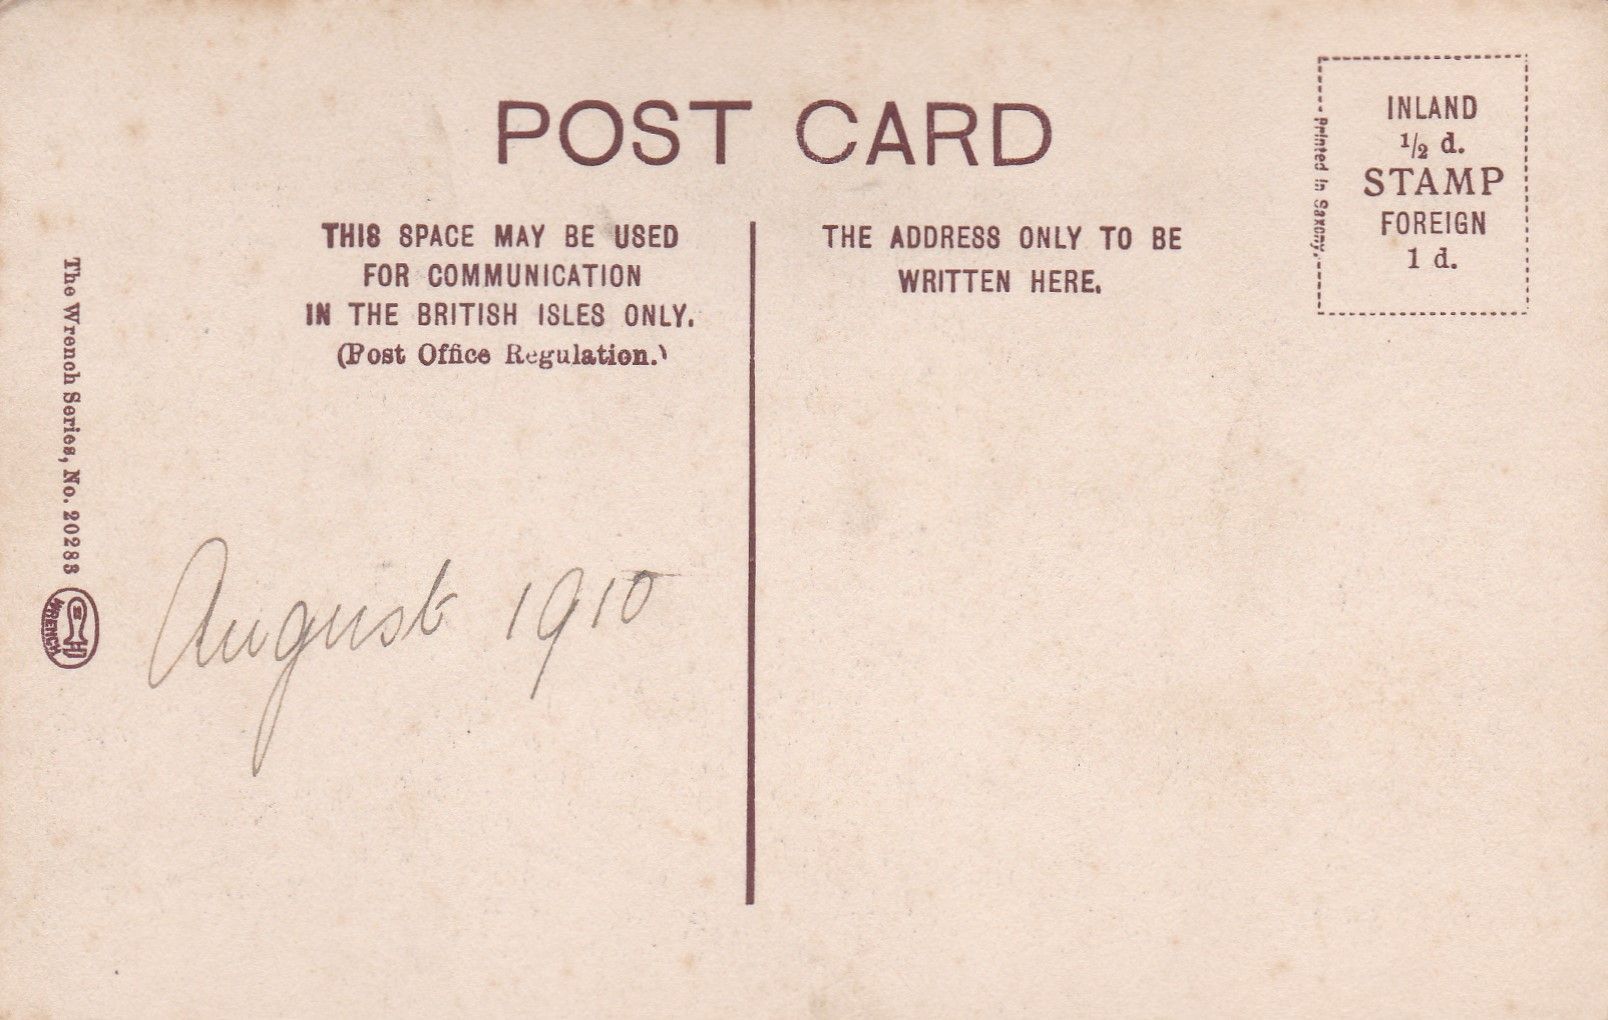 POST CARD
THIS SPACE MAY BE USED
FOR COMMUNICATION
IN THE BRITISH ISLES ONLY.
(Post Office Regulation.)
THE ADDRESS ONLY TO BE
WRITTEN HERE.
INLAND
1/2 d.
STAMP
FOREIGN
1 d.
Printed in Saxony.
The Wrench Series, No. 20283
WRENCH
August 1910